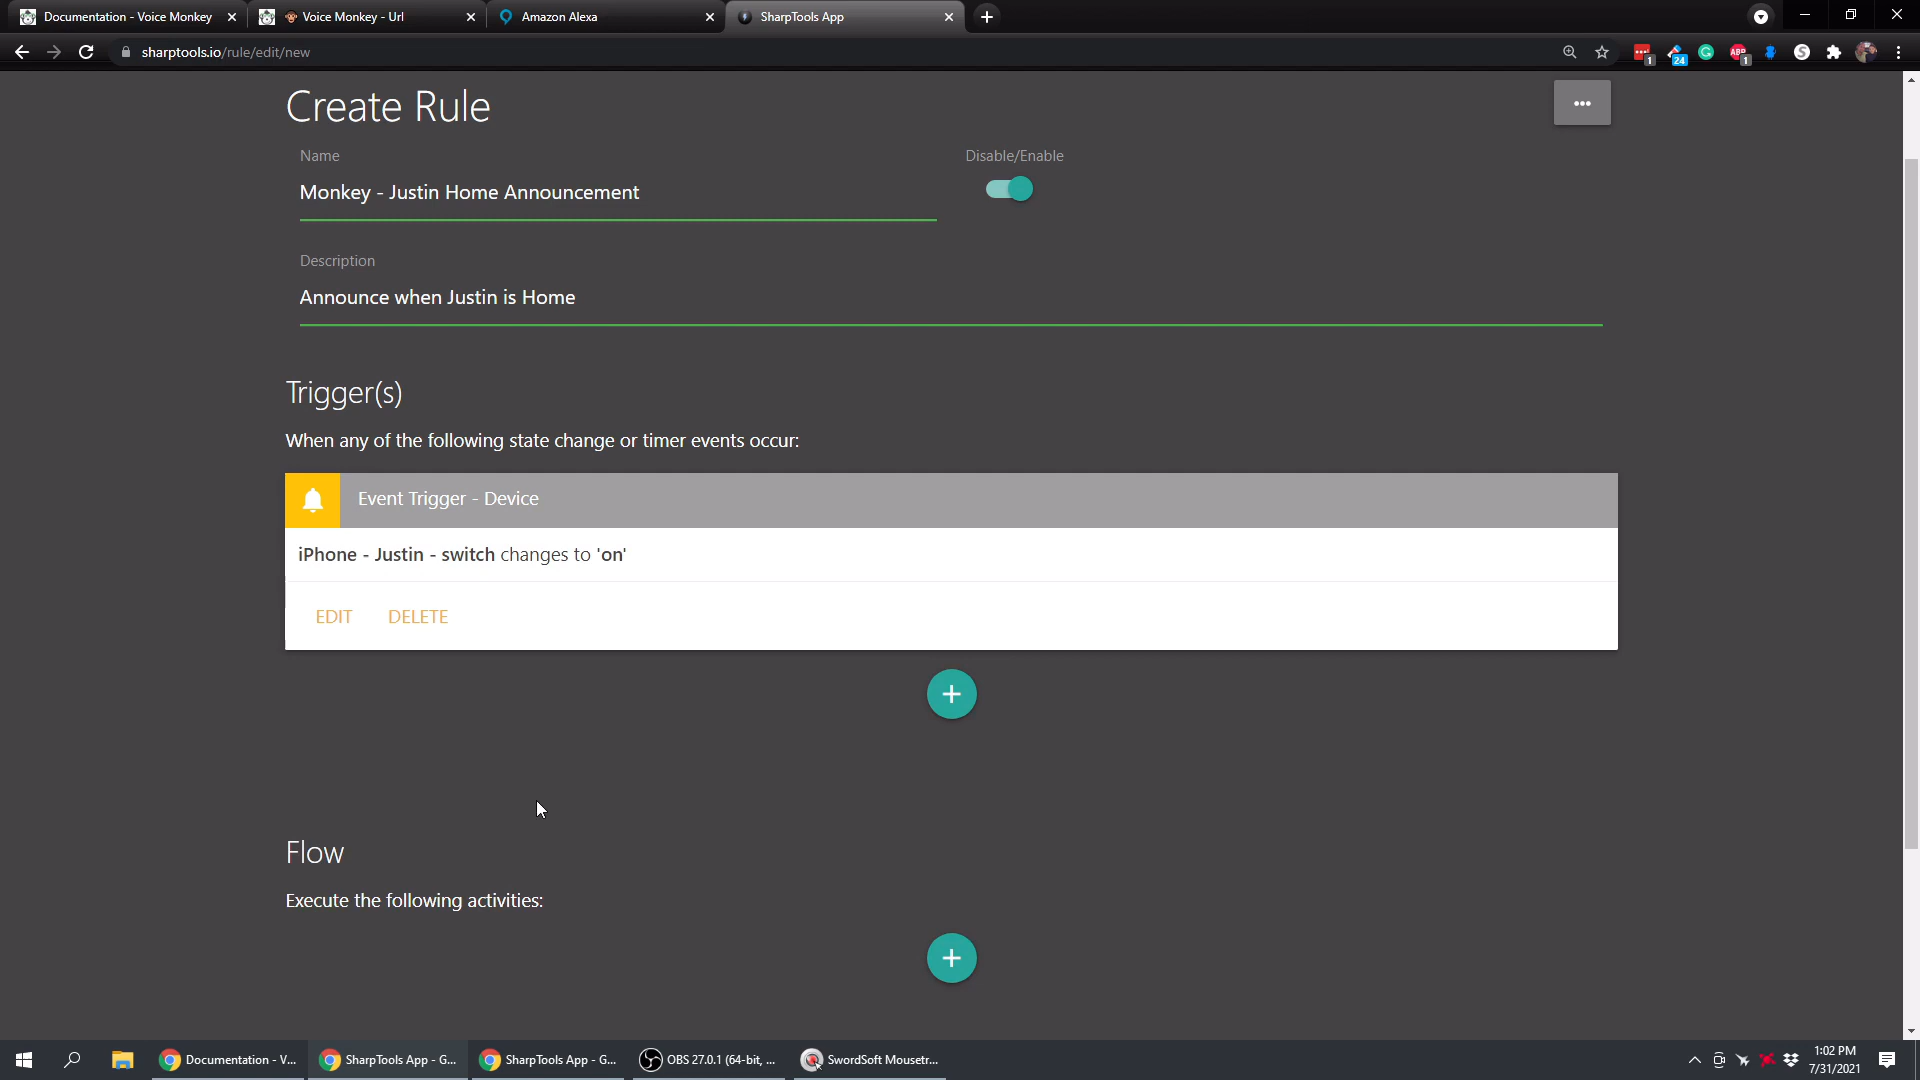 Documentation - Voice Monkey
Voice Monkey - Url
Amazon Alexa
SharpTools App
sharptools.io/rule/edit/new
1
24
ABP
1
S
Create Rule
Name
Disable/Enable
Monkey - Justin Home Announcement
Description
Announce when Justin is Home
Trigger(s)
When any of the following state change or timer events occur:
Event Trigger - Device
iPhone - Justin - switch changes to 'on'
EDIT
DELETE
Flow
Execute the following activities:
Documentation - V...
SharpTools App - G...
SharpTools App - G...
OBS 27.0.1 (64-bit, ...
SwordSoft Mousetr...
1:02 PM
7/31/2021